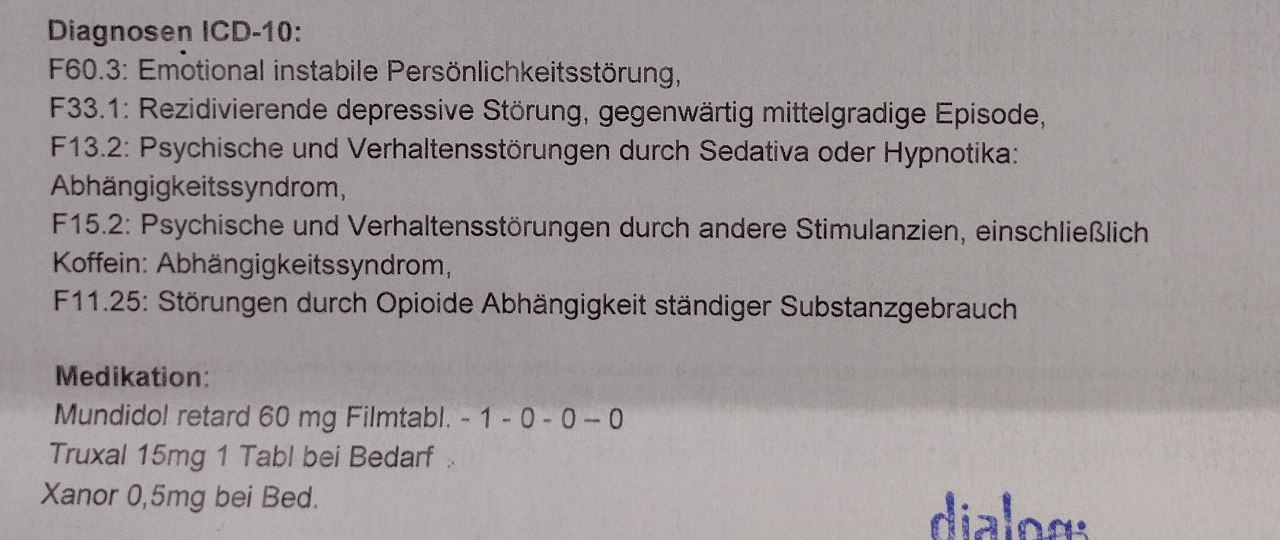 Diagnosen ICD-10:
F60.3: Emotional instabile Persönlichkeitsstörung,
F33.1: Rezidivierende depressive Störung, gegenwärtig mittelgradige Episode,
F13.2: Psychische und Verhaltensstörungen durch Sedativa oder Hypnotika:
Abhängigkeitssyndrom,
F15.2: Psychische und Verhaltensstörungen durch andere Stimulanzien, einschließlich
Koffein: Abhängigkeitssyndrom,
F11.25: Störungen durch Opioide Abhängigkeit ständiger Substanzgebrauch
Medikation:
Mundidol retard 60 mg Filmtabl. - 1 - 0 - 0 – 0
Truxal 15mg 1 Tabl bei Bedarf
Xanor 0,5mg bei Bed.
dialog: